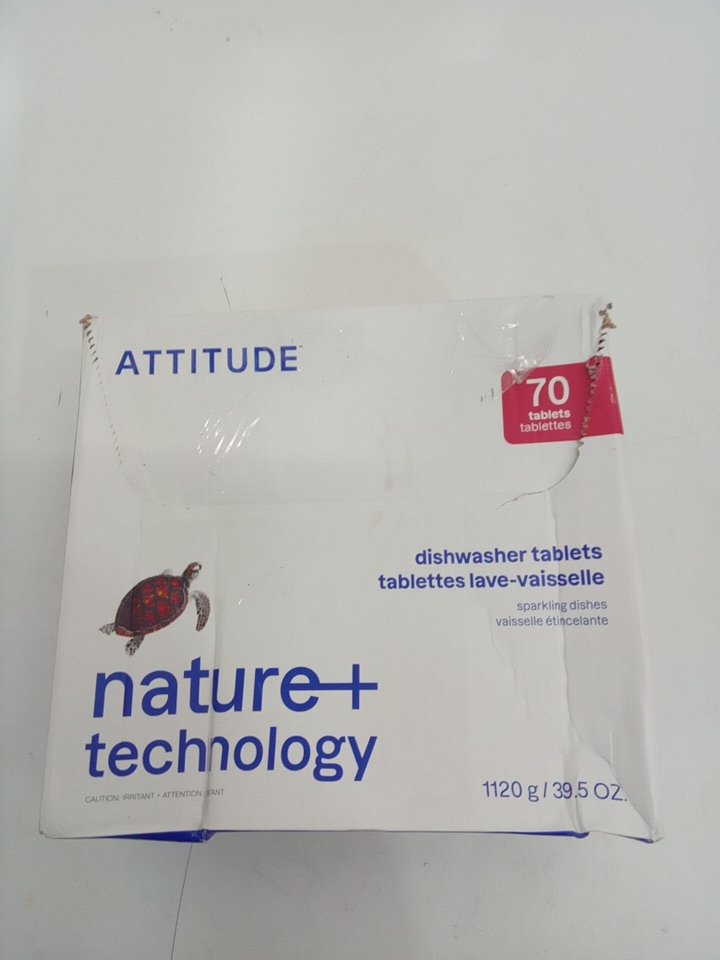 ATTITUDE™
70
tablets
tablettes
dishwasher tablets
tablettes lave-vaisselle
sparkling dishes
vaisselle étincelante
nature+
technology
CAUTION: IRRITANT • ATTENTION
1120 g / 39.5 OZ.